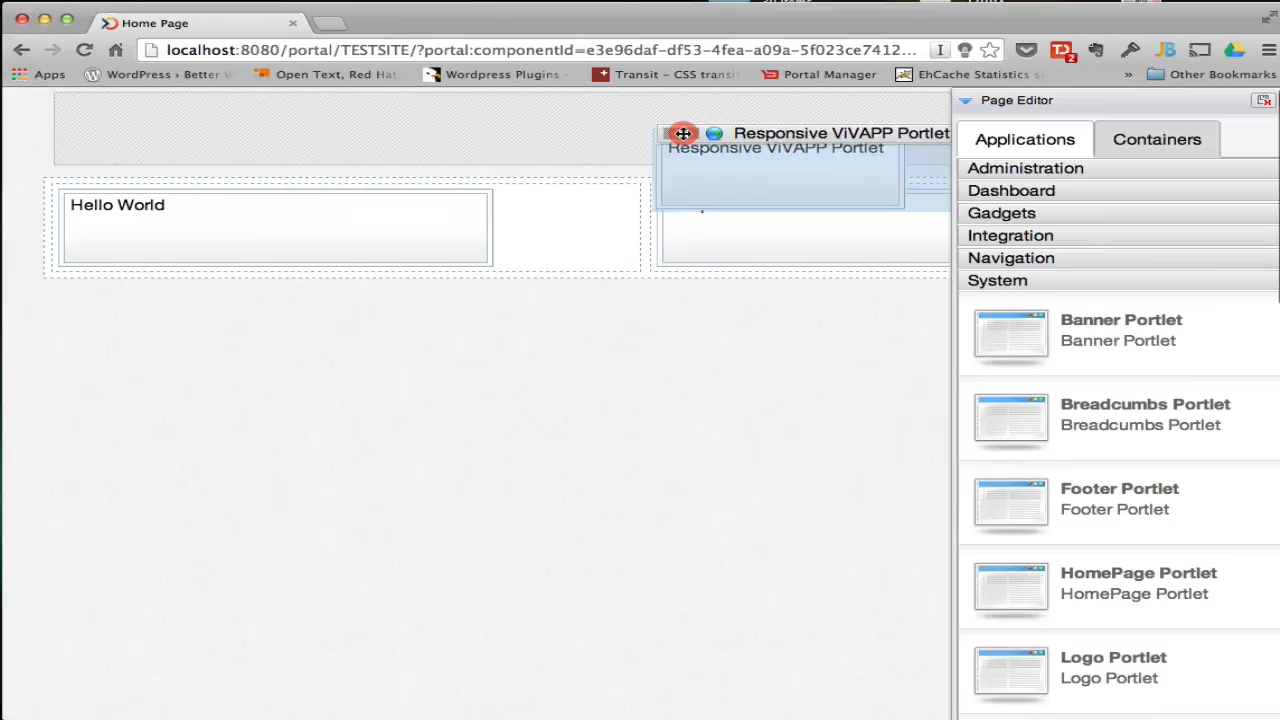 Home Page
localhost:8080/portal/TESTSITE/?portal:componentId=e3e96daf-df53-4fea-a09a-5f023ce7412...
2
Apps
WordPress › Better W
Open Text, Red Hat
Wordpress Plugins -
Transit - CSS transit
Portal Manager
EhCache Statistics
»
Other Bookmarks
Page Editor
Responsive ViVAPP Portlet
Responsive ViVAPP Portlet
Hello World
Applications
Containers
Administration
Dashboard
Gadgets
Integration
Navigation
System
Banner Portlet
Banner Portlet
Breadcumbs Portlet
Breadcumbs Portlet
Footer Portlet
Footer Portlet
HomePage Portlet
HomePage Portlet
Logo Portlet
Logo Portlet